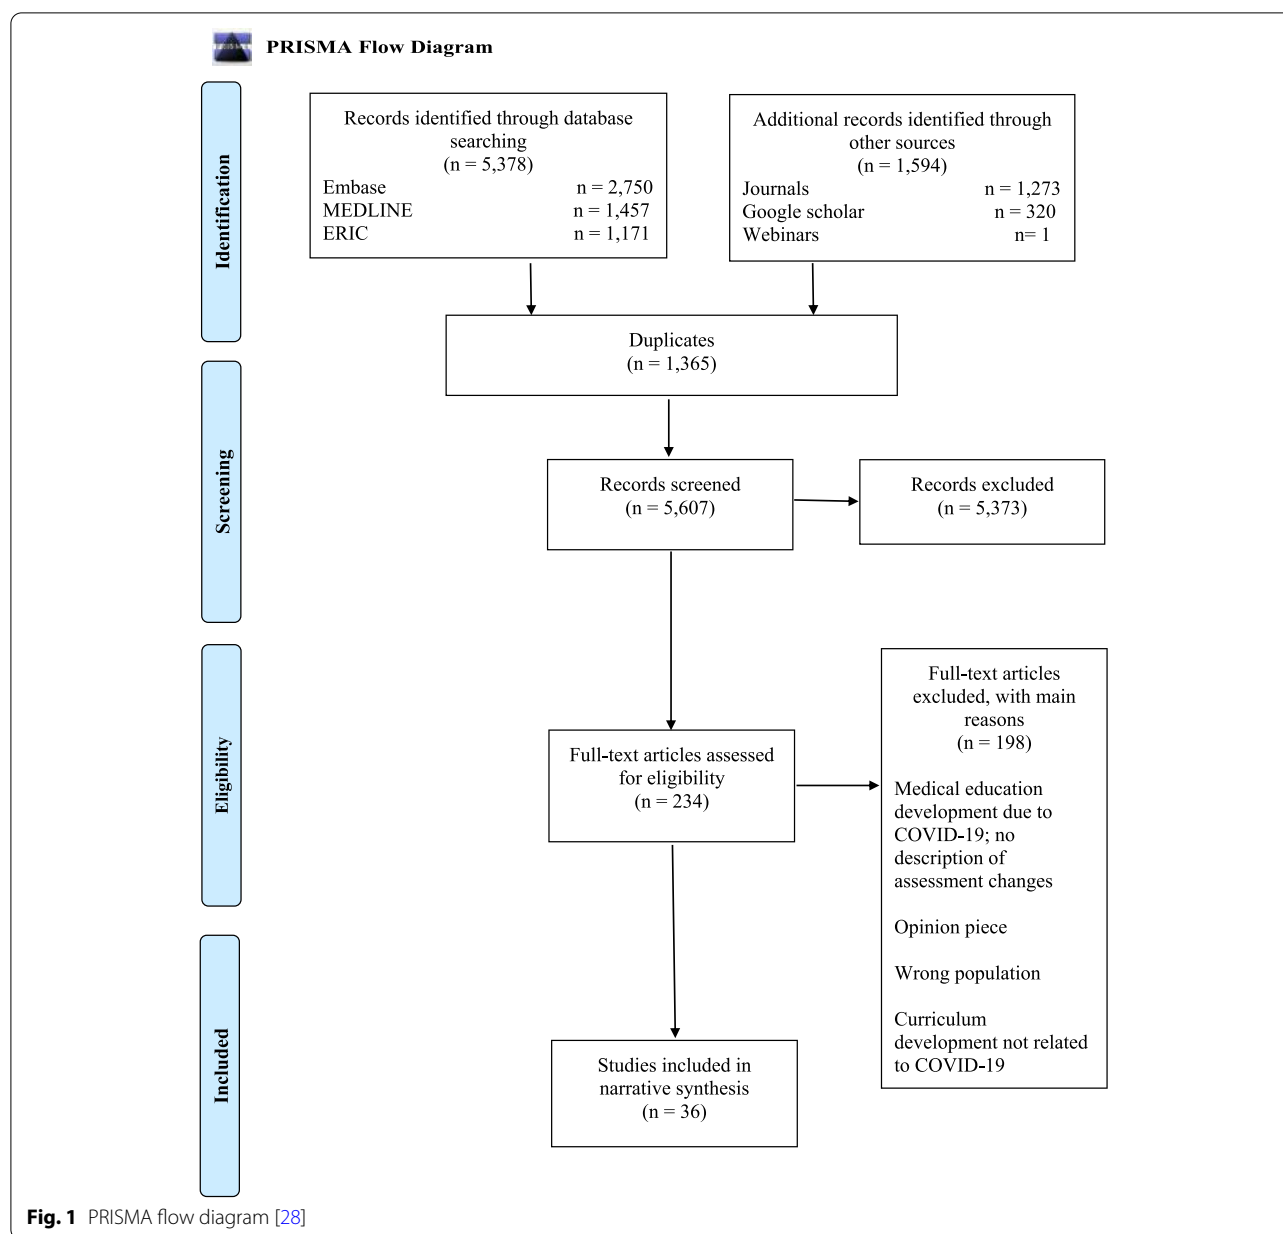 PRISMA Flow Diagram
Identification
Records identified through database
searching
(n = 5,378)
Embase n = 2,750
MEDLINE n = 1,457
ERIC n = 1,171
Additional records identified through
other sources
(n = 1,594)
Journals n = 1,273
Google scholar n = 320
Webinars n= 1
Duplicates
(n = 1,365)
Screening
Records screened
(n = 5,607)
Records excluded
(n = 5,373)
Eligibility
Full-text articles assessed
for eligibility
(n = 234)
Full-text articles
excluded, with main
reasons
(n = 198)
Medical education
development due to
COVID-19; no
description of
assessment changes
Opinion piece
Wrong population
Curriculum
development not related
to COVID-19
Included
Studies included in
narrative synthesis
(n = 36)
Fig. 1 PRISMA flow diagram [28]